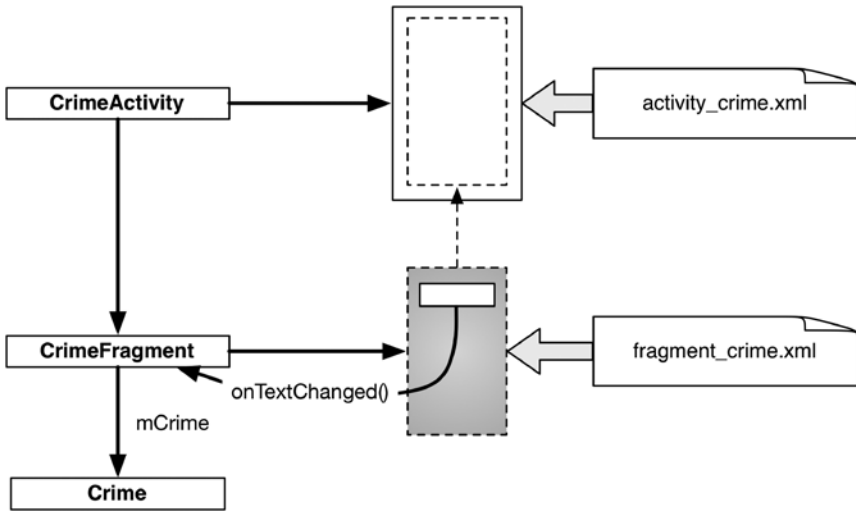 CrimeActivity
activity_crime.xml
CrimeFragment
fragment_crime.xml
onTextChanged()
mCrime
Crime